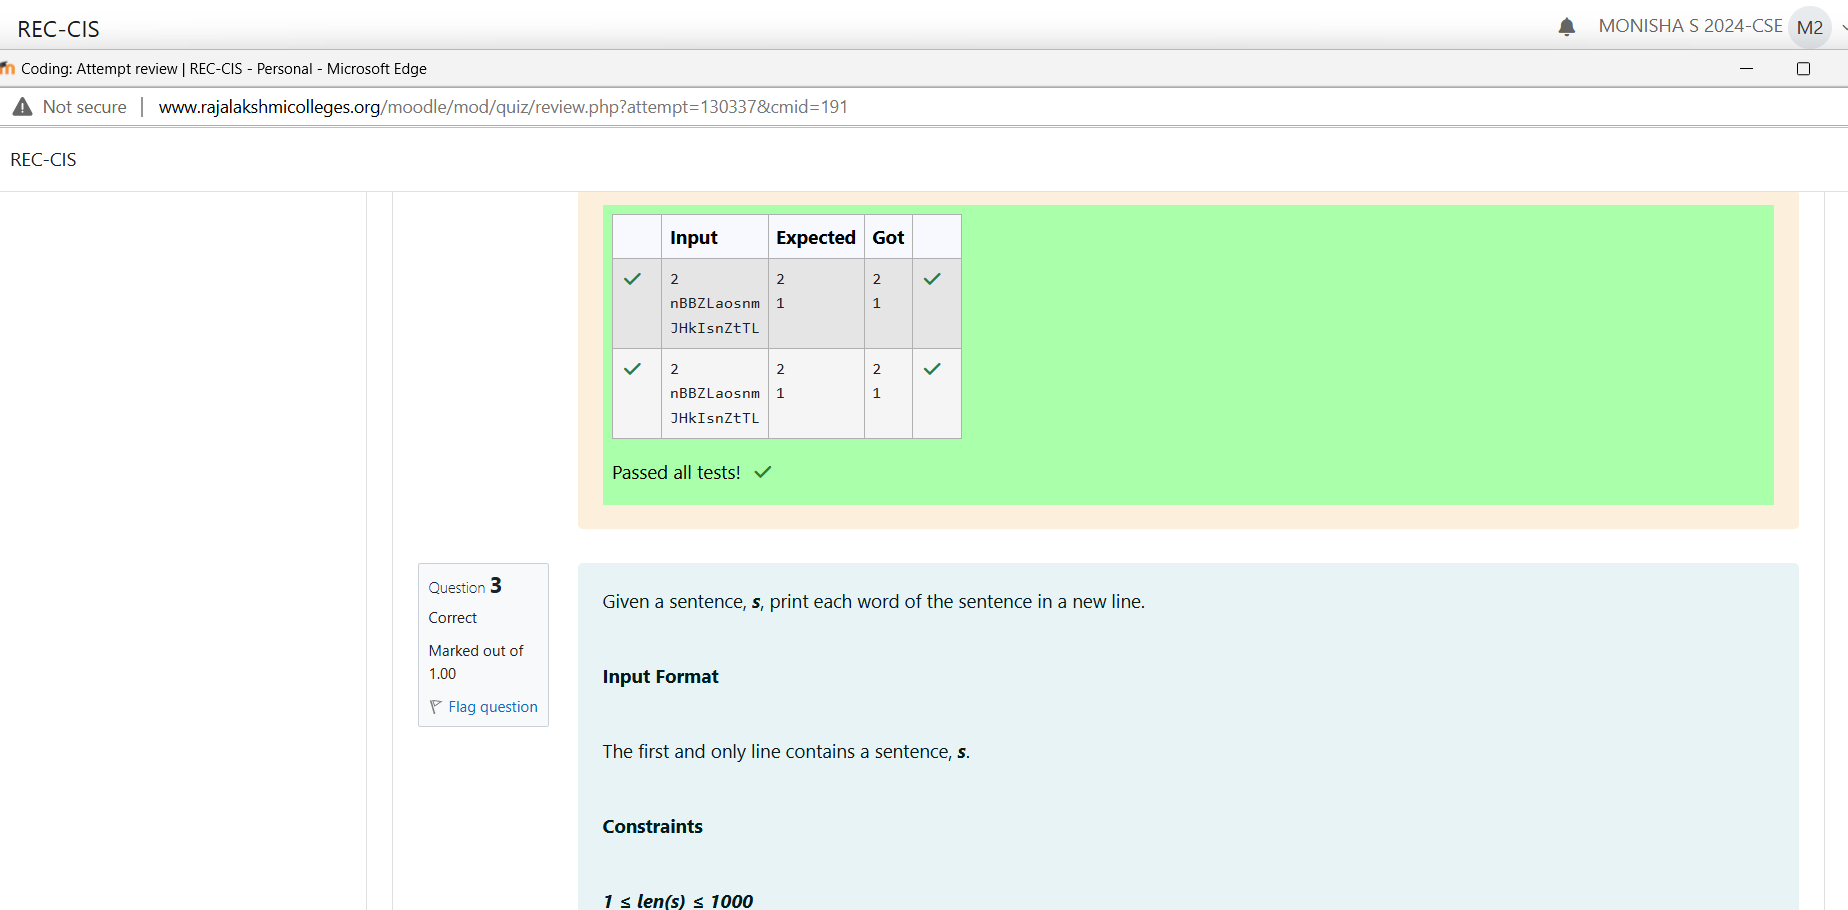 REC-CIS
MONISHA S 2024-CSE M2
Coding: Attempt review | REC-CIS - Personal - Microsoft Edge
Not secure www.rajalakshmicolleges.org/moodle/mod/quiz/review.php?attempt=130337&cmid=191
REC-CIS
Input Expected Got
2 2 2
nBBZLaosnm 1 1
JHkIsnZtTL
2 2 2
nBBZLaosnm 1 1
JHkIsnZtTL
Passed all tests!
Question 3
Correct
Marked out of
1.00
Flag question
Given a sentence, s, print each word of the sentence in a new line.
Input Format
The first and only line contains a sentence, s.
Constraints
1 ≤ len(s) ≤ 1000